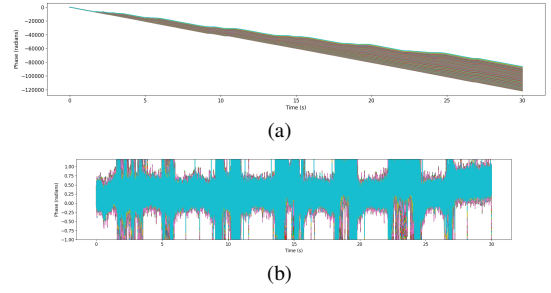 0
−20000
−40000
−60000
−80000
−100000
−120000
Phase (radians)
0 5 10 15 20 25 30
Time (s)
(a)
1.00
0.75
0.50
0.25
0.00
−0.25
−0.50
−0.75
−1.00
Phase (radians)
0 5 10 15 20 25 30
Time (s)
(b)